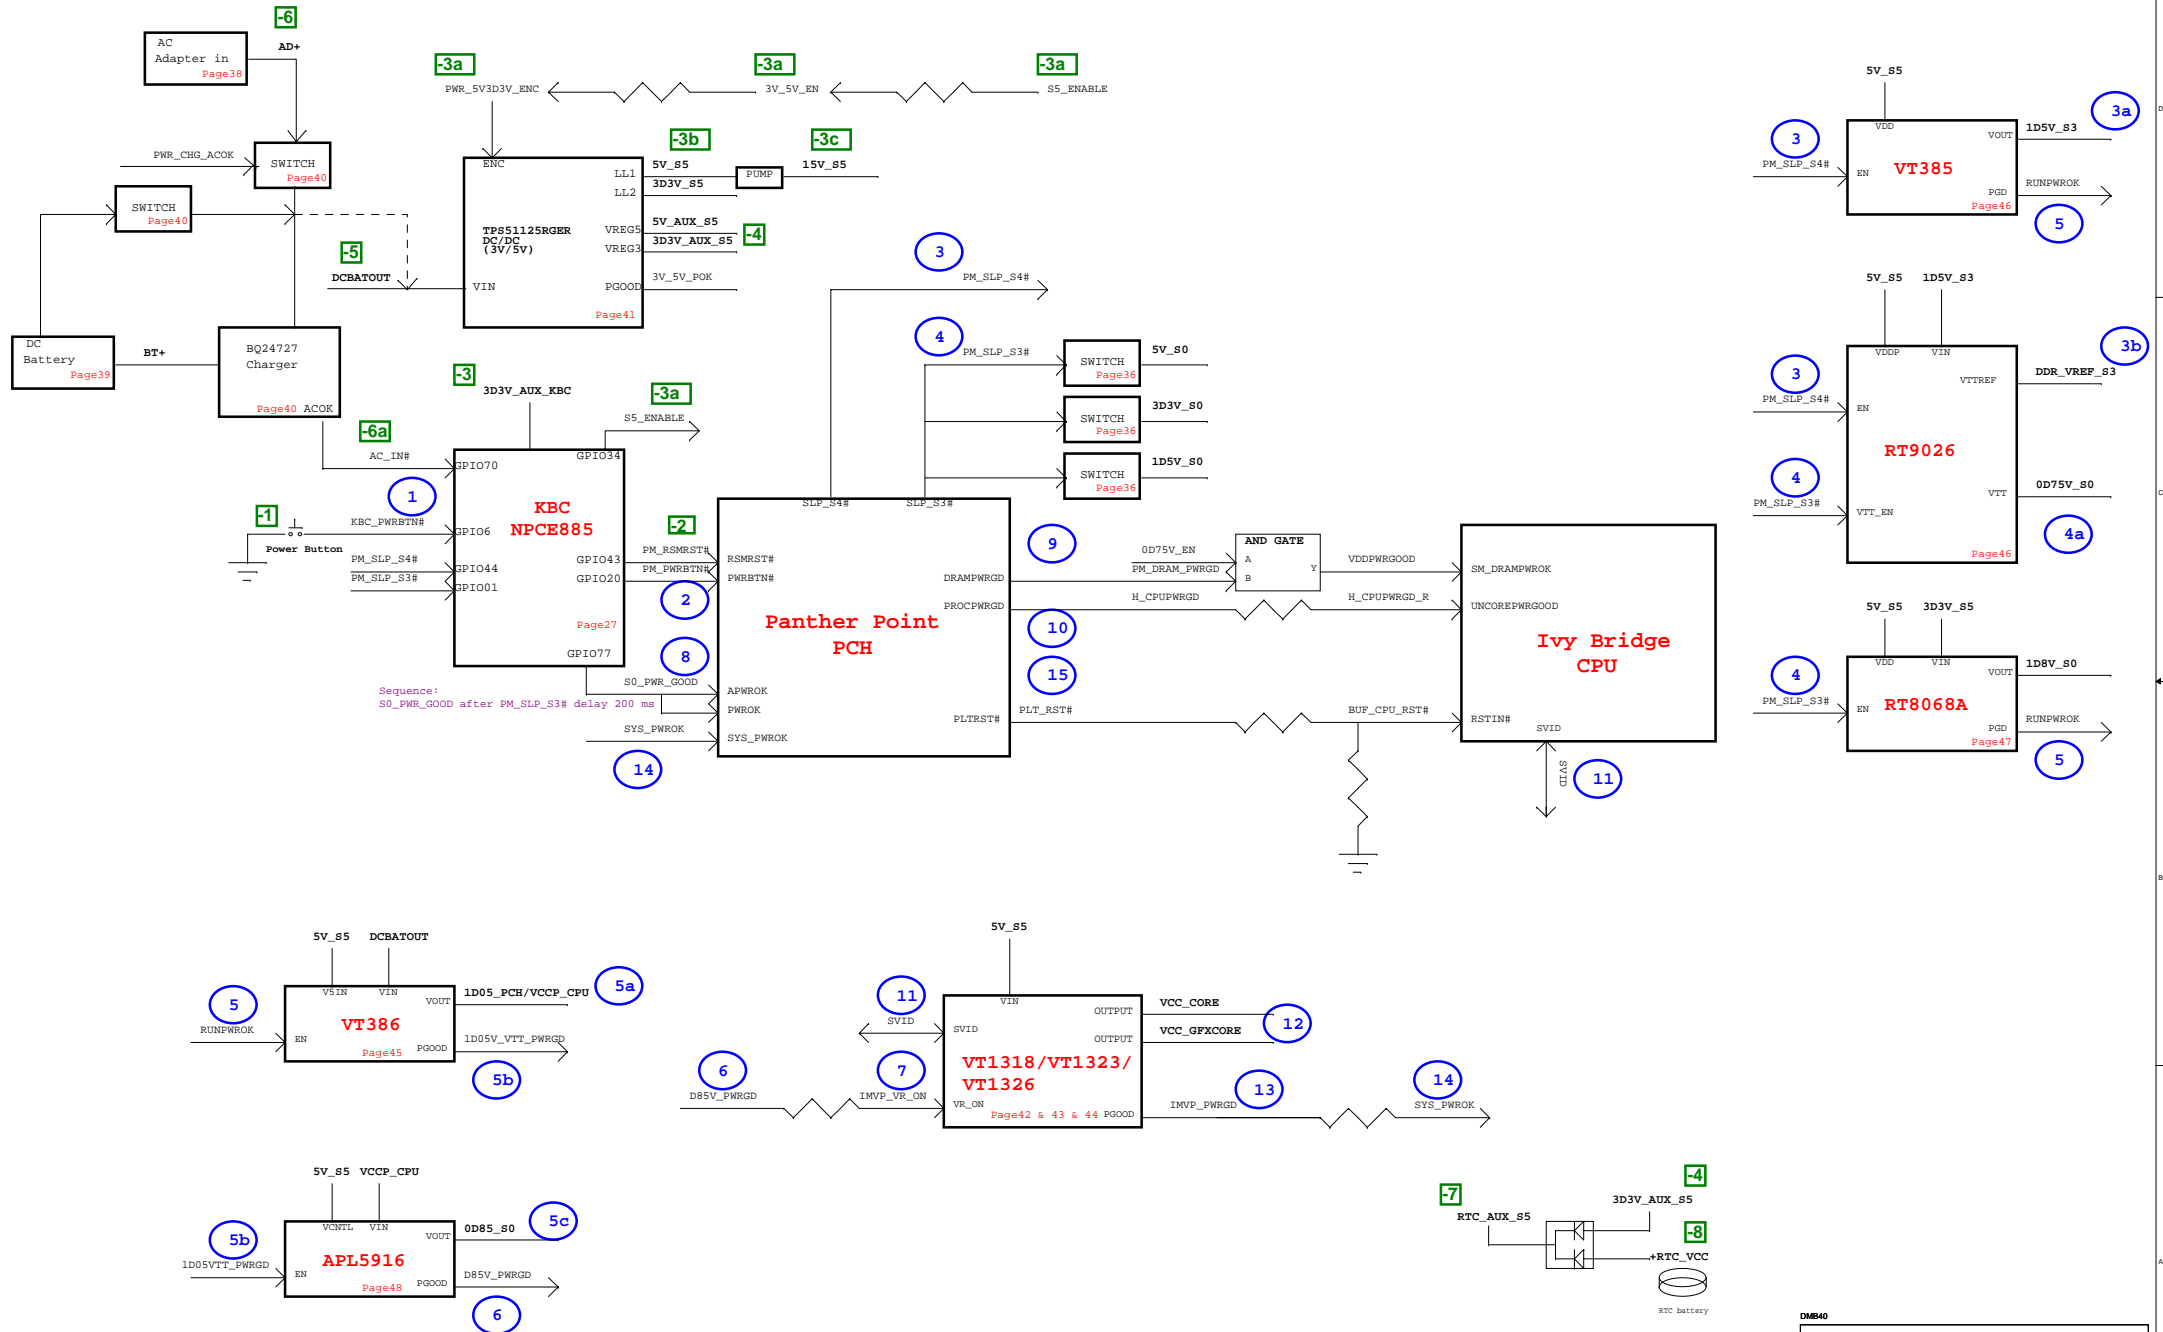 -6
AC
Adapter in
Page38
AD+
PWR_CHG_ACOK
SWITCH
Page40
SWITCH
Page40
-5
DCBATOUT
DC
Battery
Page39
BT+
BQ24727
Charger
Page40 ACOK
-6a
AC_IN#
-3a
-3a
-3a
PWR_5V3D3V_ENC
3V_5V_EN
S5_ENABLE
ENC
TPS51125RGER
DC/DC
(3V/5V)
VIN
LL1
LL2
VREG5
VREG3
PGOOD
Page41
-3b
-3c
5V_S5
PUMP
15V_S5
3D3V_S5
5V_AUX_S5
3D3V_AUX_S5
-4
3V_5V_POK
-3
3D3V_AUX_KBC
-3a
S5_ENABLE
GPIO70
GPIO34
KBC
NPCE885
1
-1
KBC_PWRBTN#
Power Button
GPIO6
PM_SLP_S4#
GPIO44
PM_SLP_S3#
GPIO01
GPIO43
GPIO20
Page27
GPIO77
-2
PM_RSMRST#
PM_PWRBTN#
2
8
S0_PWR_GOOD
Sequence:
S0_PWR_GOOD after PM_SLP_S3# delay 200 ms
SYS_PWROK
14
3
PM_SLP_S4#
4
PM_SLP_S3#
SWITCH
Page36
5V_S0
SWITCH
Page36
3D3V_S0
SWITCH
Page36
1D5V_S0
SLP_S4#
SLP_S3#
RSMRST#
PWRBTN#
Panther Point
PCH
APWROK
PWROK
SYS_PWROK
DRAMPWRGD
PROCPWRGD
PLTRST#
9
10
15
PLT_RST#
0D75V_EN
PM_DRAM_PWRGD
AND GATE
A
B
Y
VDDPWRGOOD
H_CPUPWRGD
H_CPUPWRGD_R
BUF_CPU_RST#
SM_DRAMPWROK
UNCOREPWRGOOD
Ivy Bridge
CPU
RSTIN#
SVID
SVID
11
5V_S5
3
PM_SLP_S4#
VDD
EN
VT385
VOUT
PGD
Page46
1D5V_S3
3a
RUNPWROK
5
5V_S5
1D5V_S3
3
PM_SLP_S4#
4
PM_SLP_S3#
VDDP
VIN
VTTREF
EN
RT9026
VTT
VTT_EN
Page46
3b
DDR_VREF_S3
0D75V_S0
4a
5V_S5
3D3V_S5
4
PM_SLP_S3#
VDD
VIN
VOUT
EN
RT8068A
PGD
Page47
1D8V_S0
RUNPWROK
5
5V_S5
DCBATOUT
5
RUNPWROK
V5IN
VIN
VOUT
EN
VT386
Page45
PGOOD
1D05_PCH/VCCP_CPU
5a
1D05V_VTT_PWRGD
5b
5V_S5
VCCP_CPU
5b
1D05VTT_PWRGD
VCNTL
VIN
VOUT
EN
APL5916
Page48
PGOOD
0D85_S0
5c
D85V_PWRGD
6
5V_S5
11
SVID
6
D85V_PWRGD
7
IMVP_VR_ON
VIN
SVID
OUTPUT
OUTPUT
VT1318/VT1323/
VT1326
VR_ON
Page42 & 43 & 44
PGOOD
VCC_CORE
VCC_GFXCORE
12
IMVP_PWRGD
13
14
SYS_PWROK
-7
RTC_AUX_S5
-4
3D3V_AUX_S5
-8
+RTC_VCC
RTC battery
D
C
B
A
DMB40